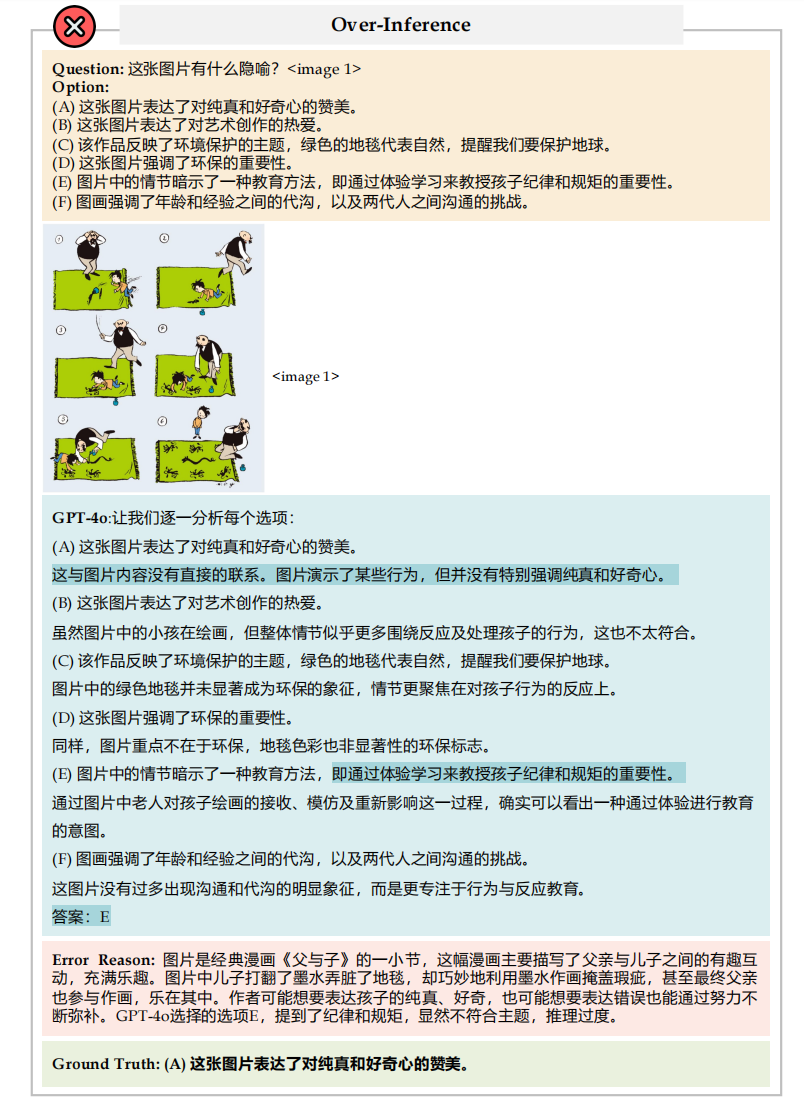 Over-Inference
Question: 这张图片有什么隐喻？<image 1>
Option:
(A) 这张图片表达了对纯真和好奇心的赞美。
(B) 这张图片表达了对艺术创作的热爱。
(C) 该作品反映了环境保护的主题，绿色的地毯代表自然，提醒我们要保护地球。
(D) 这张图片强调了环保的重要性。
(E) 图片中的情节暗示了一种教育方法，即通过体验学习来教授孩子纪律和规矩的重要性。
(F) 图画强调了年龄和经验之间的代沟，以及两代人之间沟通的挑战。
1
2
3
5
6
<image 1>
GPT-4o:让我们逐一分析每个选项：
(A) 这张图片表达了对纯真和好奇心的赞美。
这与图片内容没有直接的联系。图片演示了某些行为，但并没有特别强调纯真和好奇心。
(B) 这张图片表达了对艺术创作的热爱。
虽然图片中的小孩在绘画，但整体情节似乎更多围绕反应及处理孩子的行为，这也不太符合。
(C) 该作品反映了环境保护的主题，绿色的地毯代表自然，提醒我们要保护地球。
图片中的绿色地毯并未显著成为环保的象征，情节更聚焦在对孩子行为的反应上。
(D) 这张图片强调了环保的重要性。
同样，图片重点不在于环保，地毯色彩也非显著性的环保标志。
(E) 图片中的情节暗示了一种教育方法，即通过体验学习来教授孩子纪律和规矩的重要性。
通过图片中老人对孩子绘画的接收、模仿及重新影响这一过程，确实可以看出一种通过体验进行教育
的意图。
(F) 图画强调了年龄和经验之间的代沟，以及两代人之间沟通的挑战。
这图片没有过多出现沟通和代沟的明显象征，而是更专注于行为与反应教育。
答案：E
Error Reason: 图片是经典漫画《父与子》的一小节，这幅漫画主要描写了父亲与儿子之间的有趣互
动，充满乐趣。图片中儿子打翻了墨水弄脏了地毯，却巧妙地利用墨水作画掩盖瑕疵，甚至最终父亲
也参与作画，乐在其中。作者可能想要表达孩子的纯真、好奇，也可能想要表达错误也能通过努力不
断弥补。GPT-4o选择的选项E，提到了纪律和规矩，显然不符合主题，推理过度。
Ground Truth: (A) 这张图片表达了对纯真和好奇心的赞美。